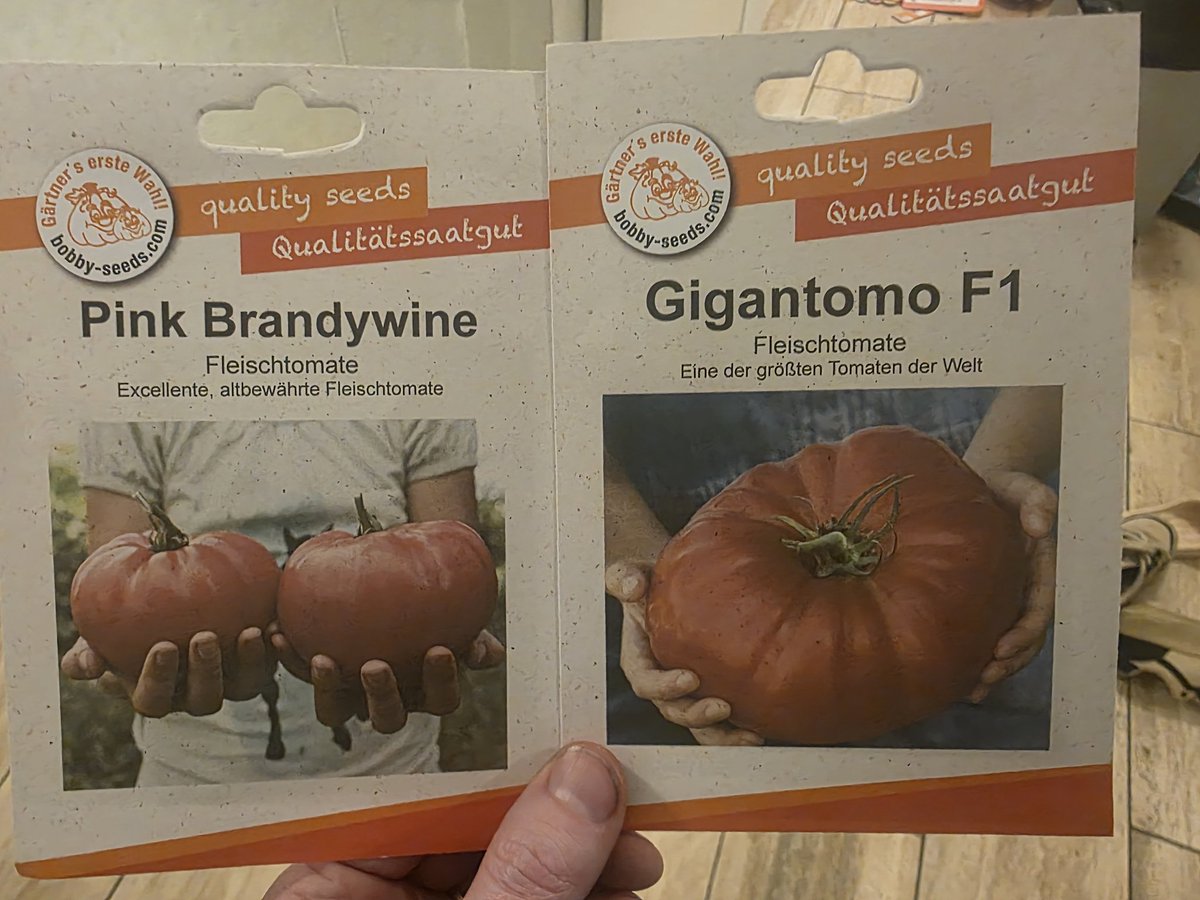 Gärtner's erste Wahl!
bobby-seeds.com
quality seeds
Qualitätssaatgut
Pink Brandywine
Fleischtomate
Excellente, altbewährte Fleischtomate
Gärtner's erste Wahl!
bobby-seeds.com
quality seeds
Qualitätssaatgut
Gigantomo F1
Fleischtomate
Eine der größten Tomaten der Welt